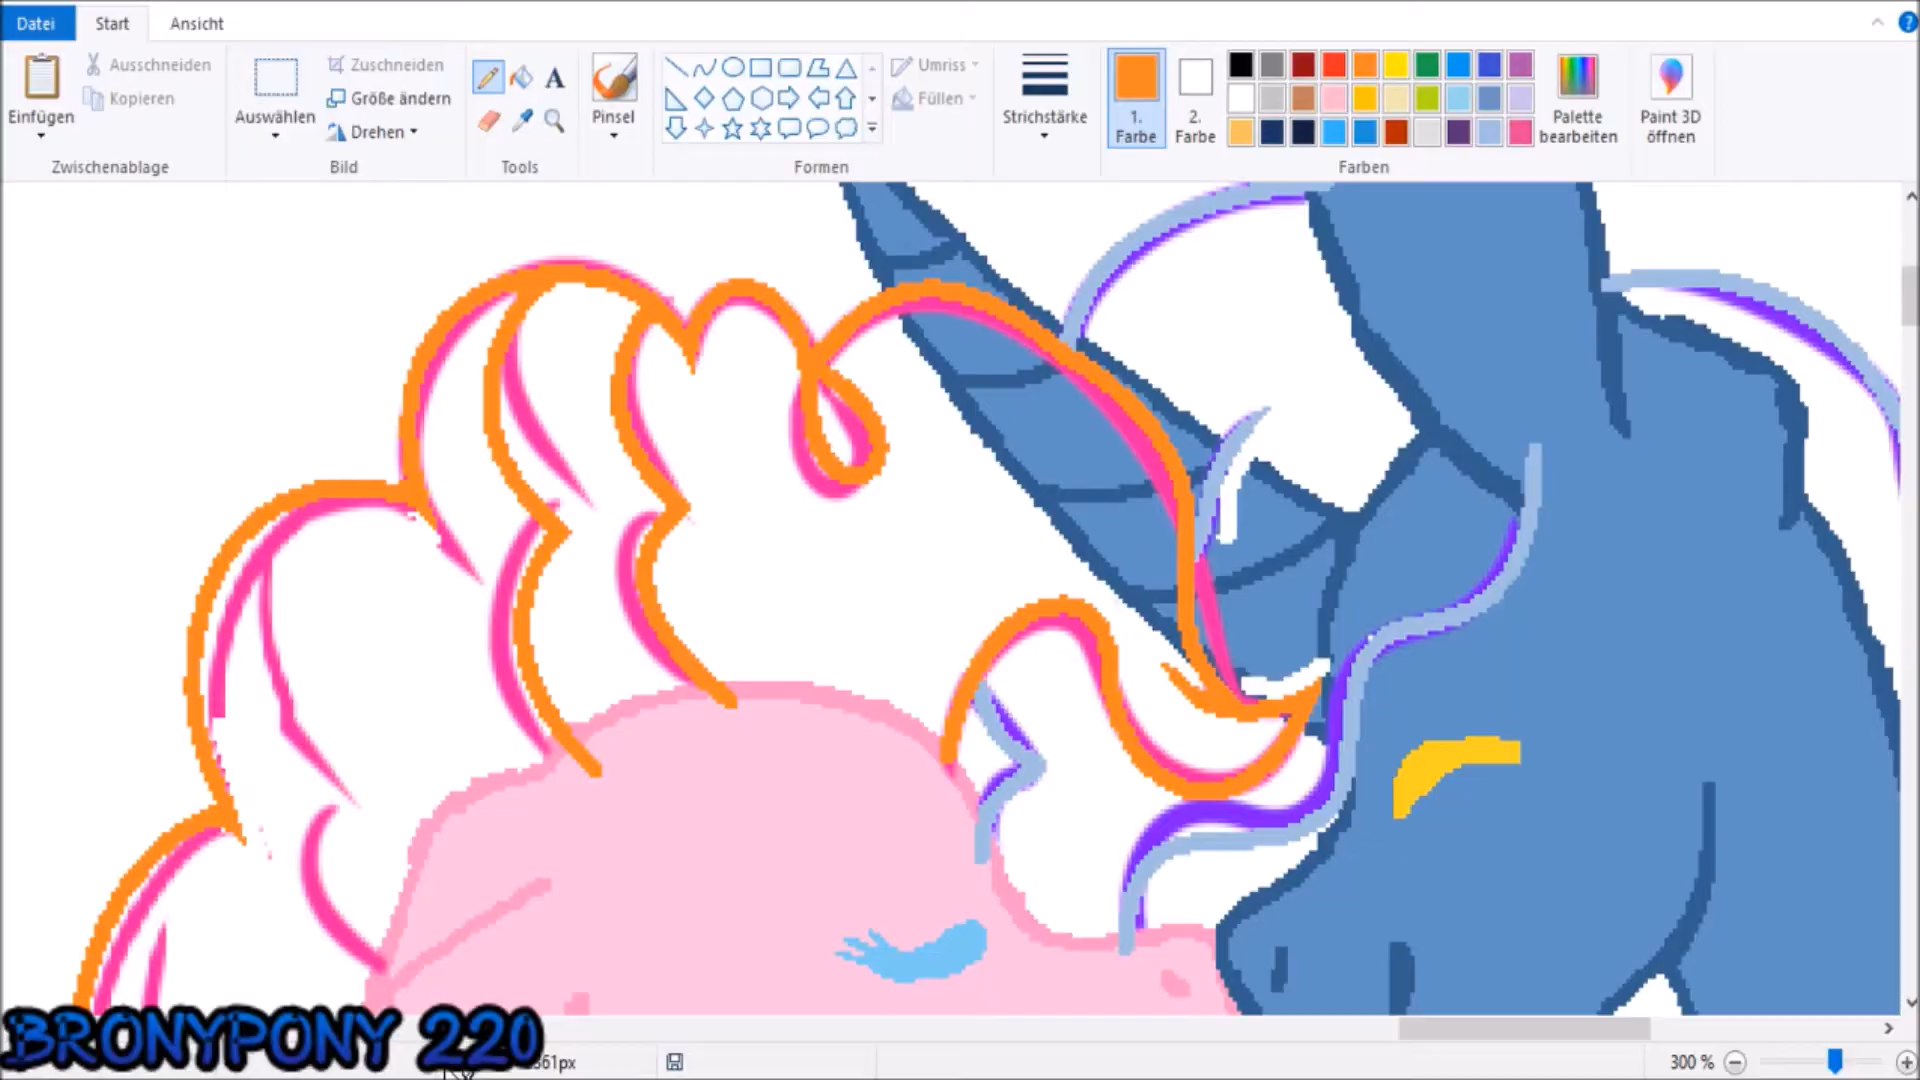 Datei Start Ansicht ?
Einfügen
Ausschneiden
Kopieren
Zwischenablage
Auswählen
Zuschneiden
Größe ändern
Drehen
Bild
A
Tools
Pinsel
Formen
Umriss
Füllen
Strichstärke
1.
Farbe
2.
Farbe
Farben
Palette
bearbeiten
Paint 3D
öffnen
BRONYPONY 220
300 %